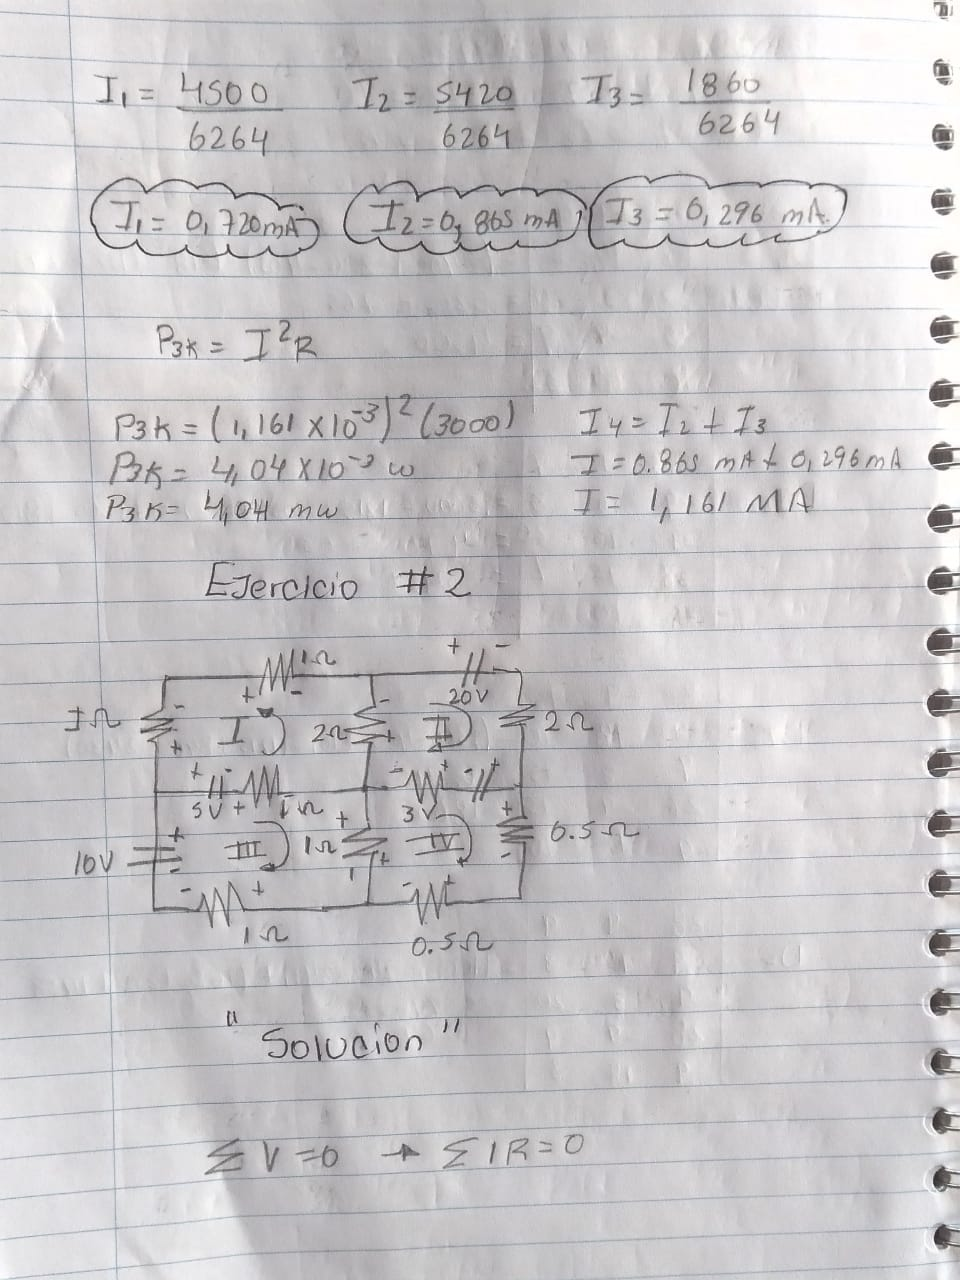 I₁ = 4500/6264 I₂ = 5420/6264 I₃ = 1860/6264
I₁ = 0,720mA I₂ = 0,865 mA I₃ = 0,296 mA.
P3K = I²R
P3K = (1,161 x10⁻³)² (3000) I4 = I₂ + I₃
P3K = 4,04 x10⁻³ w I = 0.865 mA + 0,296mA
P3K = 4,04 mw I = 1,161 MA
EJercicio #2
+ 1Ω + -
+ - 20V
1Ω - + I 2Ω - + II 2Ω
+ - - + - +
5V + 1Ω 3V +
10V + - III 1Ω + + IV 0.5Ω -
- + - +
1Ω 0.5Ω
"Solucion"
Σ V = 0 → Σ IR = 0